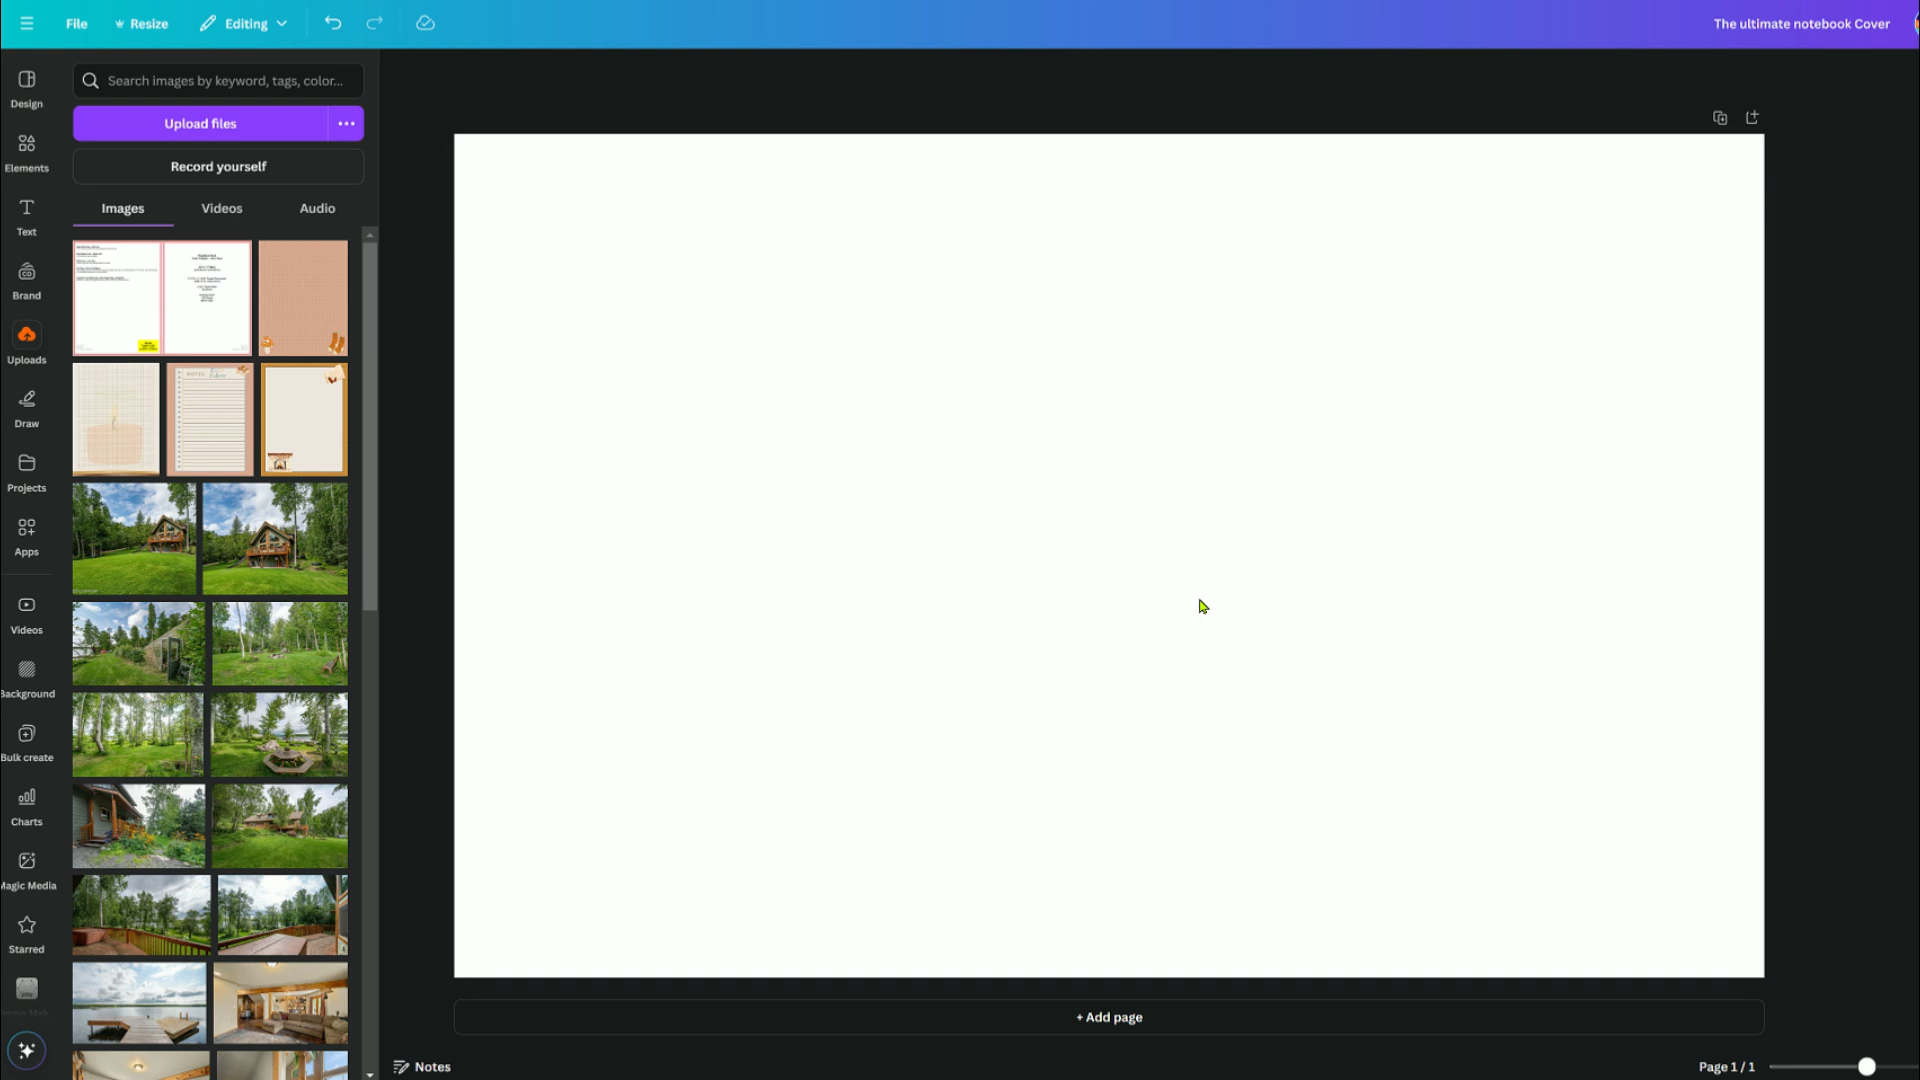 File
Resize
Editing
The ultimate notebook Cover
Design
Elements
Text
Brand
Uploads
Draw
Projects
Apps
Videos
Background
Bulk create
Charts
Magic Media
Starred
Search images by keyword, tags, color...
Upload files
Record yourself
Images Videos Audio
NOTES
+ Add page
Notes
Page 1 / 1